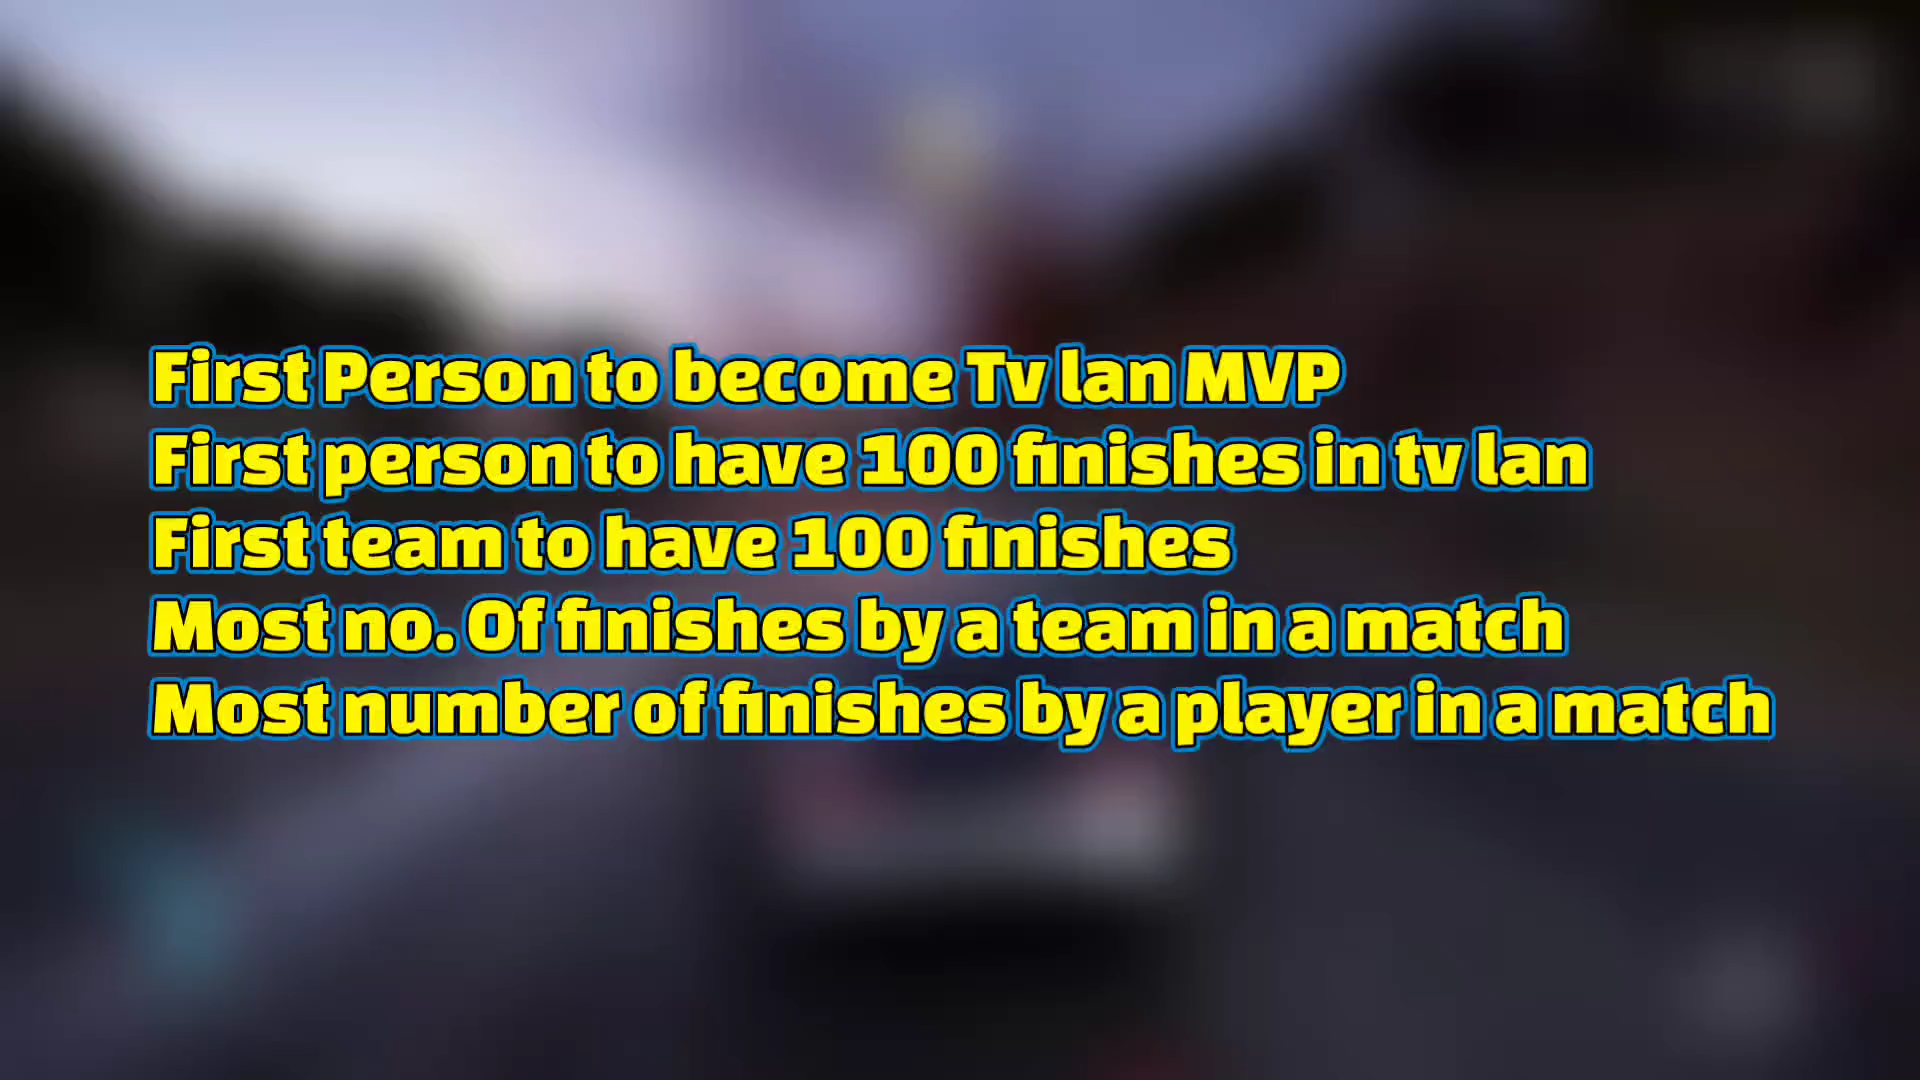 First Person to become Tv lan MVP
First person to have 100 finishes in tv lan
First team to have 100 finishes
Most no. Of finishes by a team in a match
Most number of finishes by a player in a match